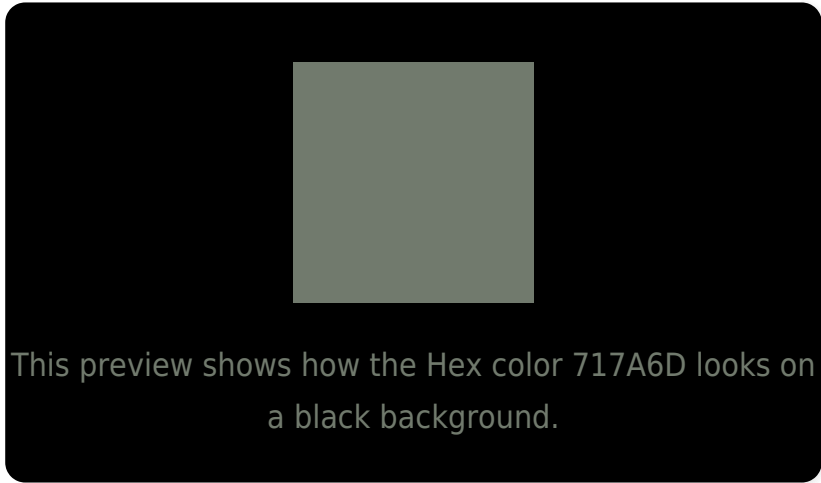 This preview shows how the Hex color 717A6D looks on
a black background.